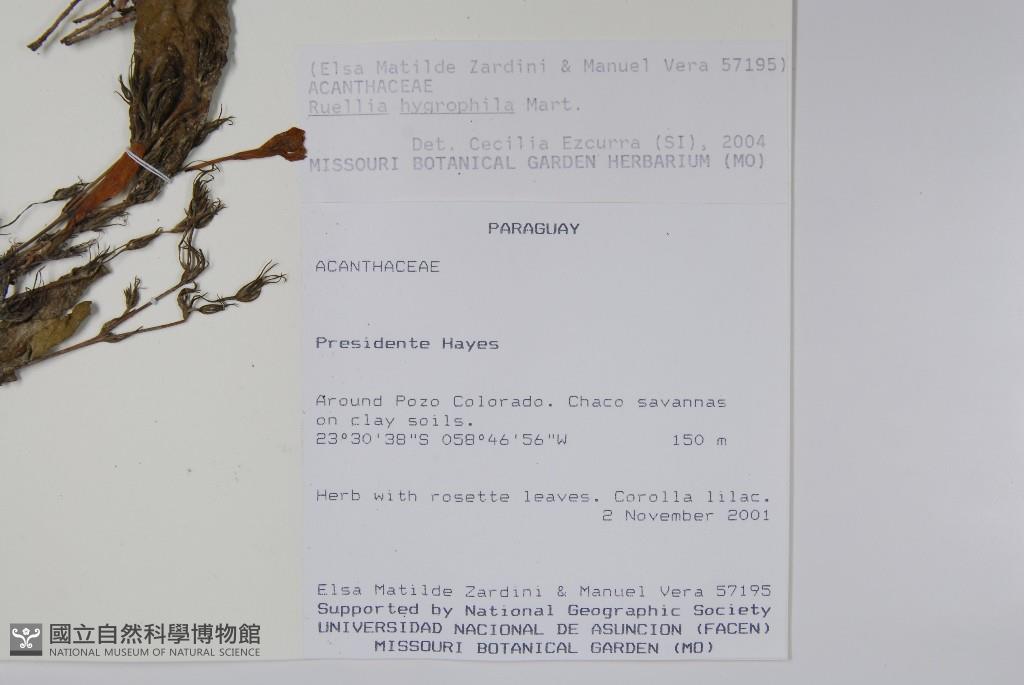 (Elsa Matilde Zardini & Manuel Vera 57195)
ACANTHACEAE
Ruellia hygrophila Mart.
Det. Cecilia Ezcurra (SI), 2004
MISSOURI BOTANICAL GARDEN HERBARIUM (MO)
PARAGUAY
ACANTHACEAE
Presidente Hayes
Around Pozo Colorado. Chaco savannas
on clay soils.
23°30'38"S 058°46'56"W 150 m
Herb with rosette leaves. Corolla lilac.
2 November 2001
Elsa Matilde Zardini & Manuel Vera 57195
Supported by National Geographic Society
UNIVERSIDAD NACIONAL DE ASUNCION (FACEN)
MISSOURI BOTANICAL GARDEN (MO)
國立自然科學博物館
NATIONAL MUSEUM OF NATURAL SCIENCE